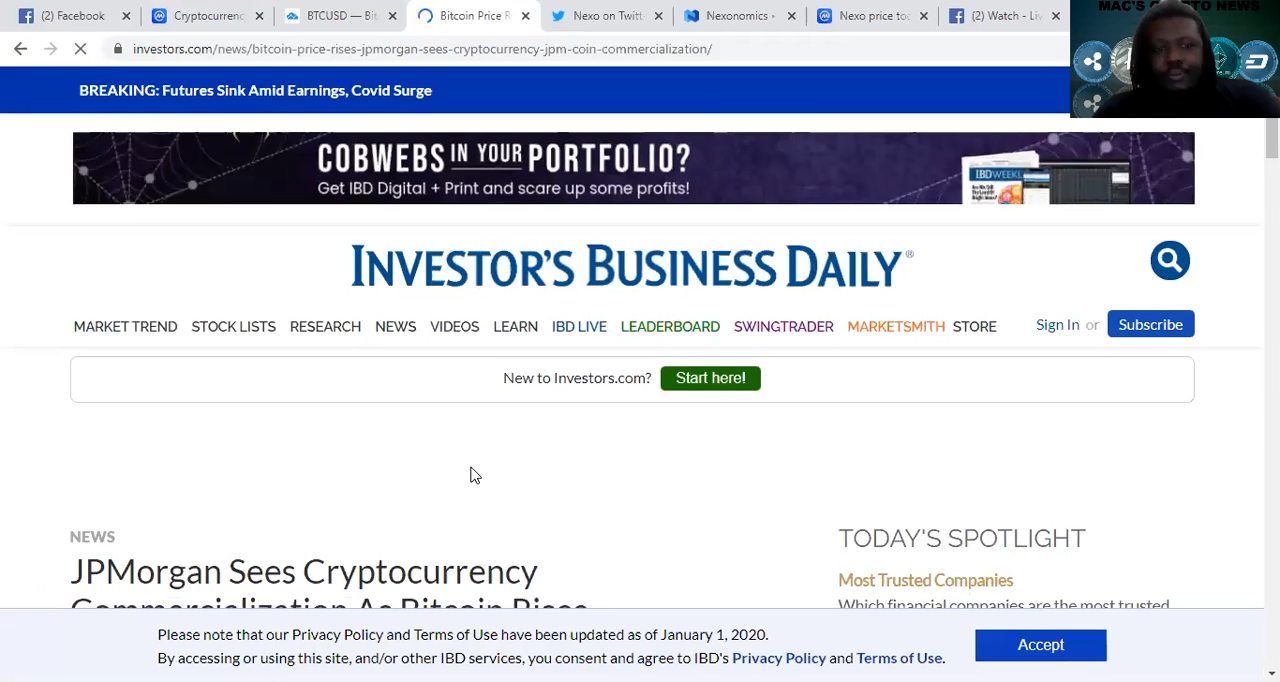 (2) Facebook
Cryptocurrenc
BTCUSD — Bit
Bitcoin Price R
Nexo on Twitt
Nexonomics •
Nexo price too
(2) Watch - Liv
investors.com/news/bitcoin-price-rises-jpmorgan-sees-cryptocurrency-jpm-coin-commercialization/
MAC'S CRYPTO NEWS
BREAKING: Futures Sink Amid Earnings, Covid Surge
COBWEBS IN YOUR PORTFOLIO?
Get IBD Digital + Print and scare up some profits!
IBD WEEKLY
INVESTOR'S BUSINESS DAILY®
MARKET TREND STOCK LISTS RESEARCH NEWS VIDEOS LEARN IBD LIVE LEADERBOARD SWINGTRADER MARKETSMITH STORE Sign In or Subscribe
New to Investors.com? Start here!
NEWS
JPMorgan Sees Cryptocurrency
Commercialization As Bitcoin Rises
TODAY'S SPOTLIGHT
Most Trusted Companies
Which financial companies are the most trusted
Please note that our Privacy Policy and Terms of Use have been updated as of January 1, 2020.
By accessing or using this site, and/or other IBD services, you consent and agree to IBD's Privacy Policy and Terms of Use.
Accept